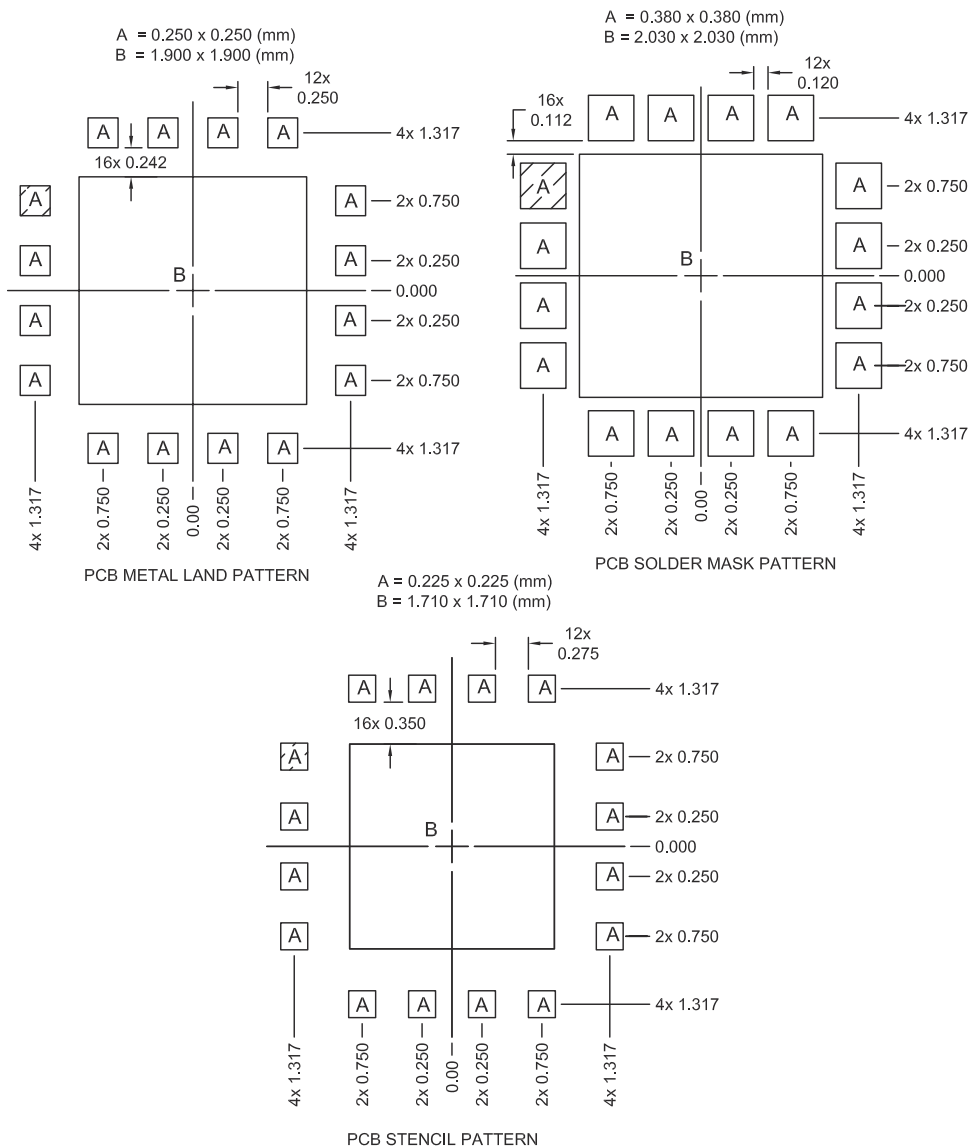 A = 0.250 x 0.250 (mm)
B = 1.900 x 1.900 (mm)
12x
0.250
A A A A
4x 1.317
16x 0.242
A A
2x 0.750
A A
2x 0.250
B
0.000
A A
2x 0.250
A A
2x 0.750
A A A A
4x 1.317
4x 1.317
2x 0.750
2x 0.250
0.00
2x 0.250
2x 0.750
4x 1.317
PCB METAL LAND PATTERN
A = 0.380 x 0.380 (mm)
B = 2.030 x 2.030 (mm)
12x
0.120
16x
0.112
A A A A
4x 1.317
A A
2x 0.750
A A
2x 0.250
B
0.000
A A
2x 0.250
A A
2x 0.750
A A A A
4x 1.317
4x 1.317
2x 0.750
2x 0.250
0.00
2x 0.250
2x 0.750
4x 1.317
PCB SOLDER MASK PATTERN
A = 0.225 x 0.225 (mm)
B = 1.710 x 1.710 (mm)
12x
0.275
A A A A
4x 1.317
16x 0.350
A A
2x 0.750
A A
2x 0.250
B
0.000
A A
2x 0.250
A A
2x 0.750
A A A A
4x 1.317
4x 1.317
2x 0.750
2x 0.250
0.00
2x 0.250
2x 0.750
4x 1.317
PCB STENCIL PATTERN